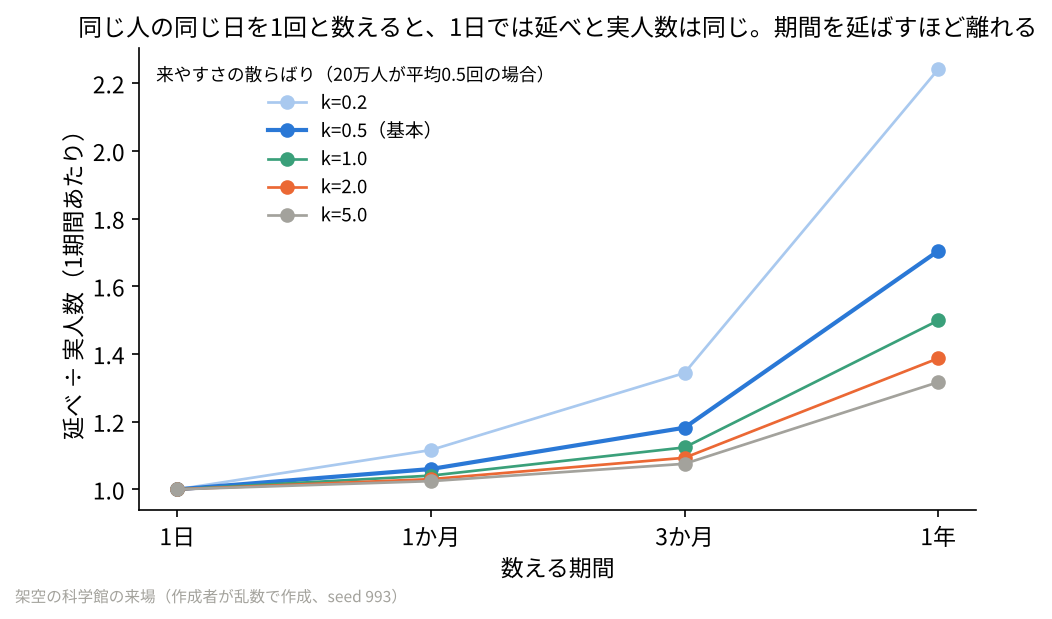 同じ人の同じ日を1回と数えると、1日では延べと実人数は同じ。期間を延ばすほど離れる
来やすさの散らばり（20万人が平均0.5回の場合）
k=0.2
k=0.5（基本）
k=1.0
k=2.0
k=5.0
延べ ÷ 実人数（1期間あたり）
2.2
2.0
1.8
1.6
1.4
1.2
1.0
1日
1か月
3か月
1年
数える期間
架空の科学館の来場（作成者が乱数で作成、seed 993）